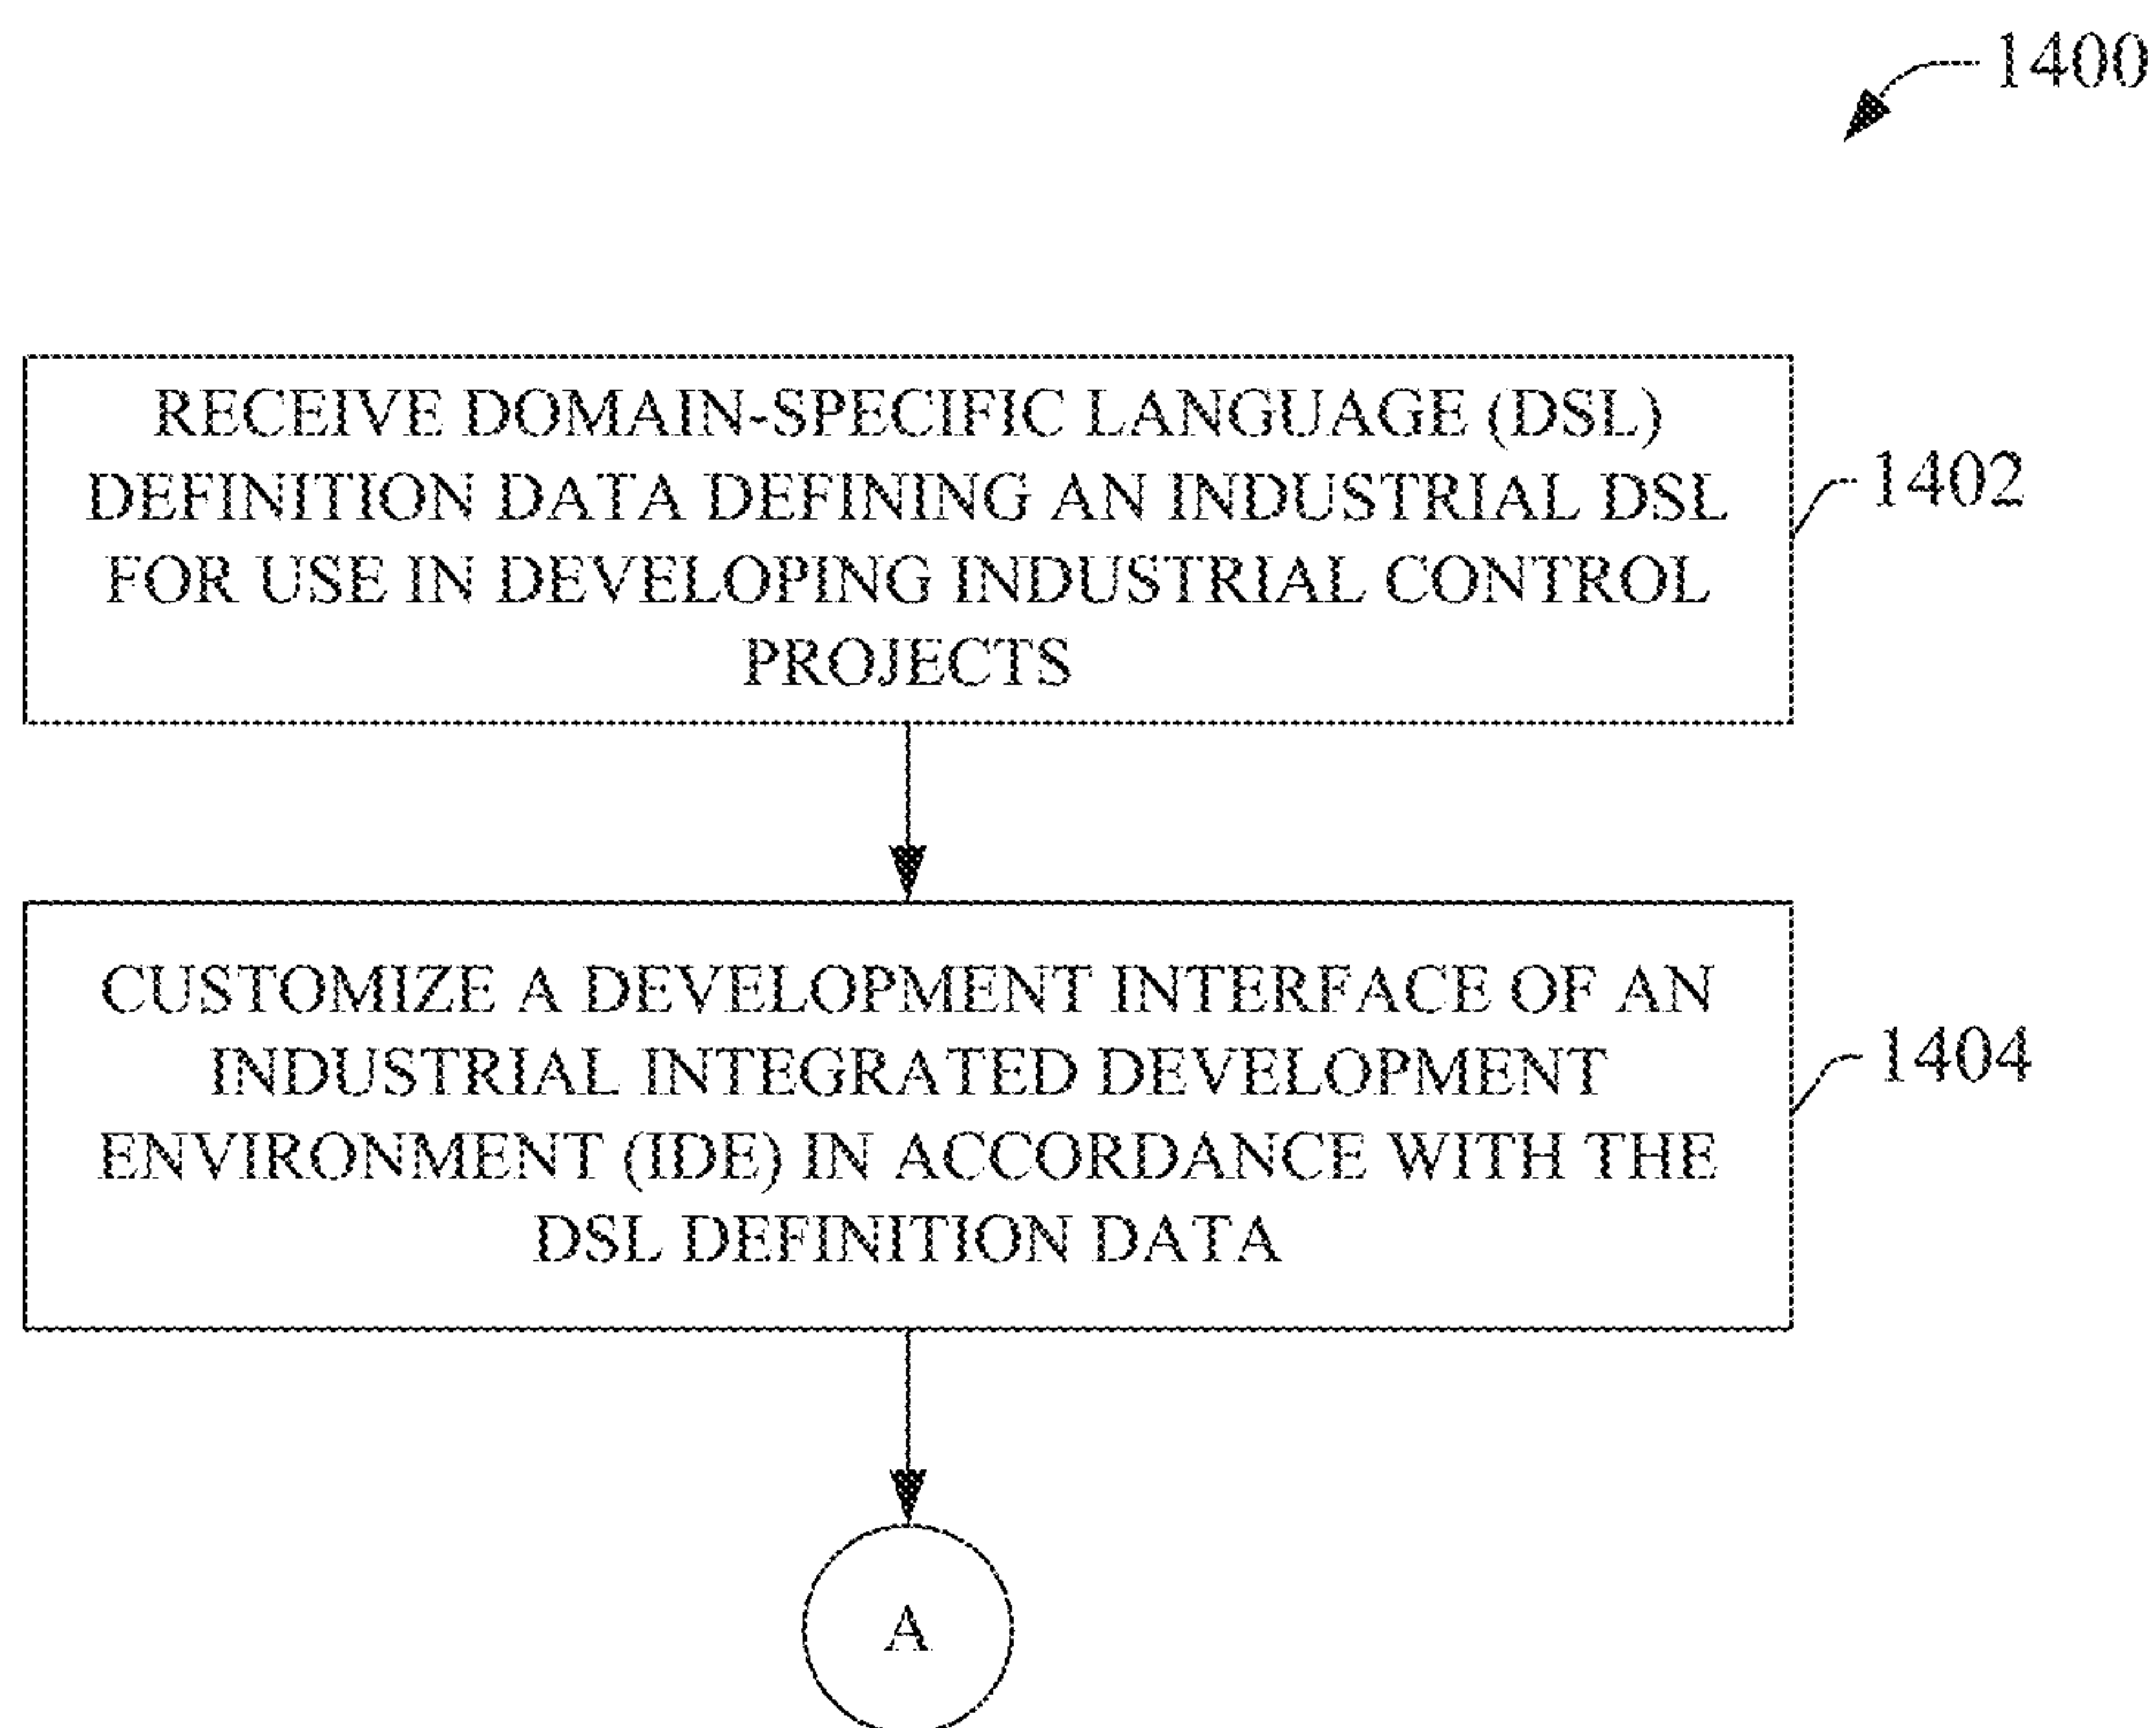 1400
RECEIVE DOMAIN-SPECIFIC LANGUAGE (DSL)
DEFINITION DATA DEFINING AN INDUSTRIAL DSL
FOR USE IN DEVELOPING INDUSTRIAL CONTROL
PROJECTS
1402
CUSTOMIZE A DEVELOPMENT INTERFACE OF AN
INDUSTRIAL INTEGRATED DEVELOPMENT
ENVIRONMENT (IDE) IN ACCORDANCE WITH THE
DSL DEFINITION DATA
1404
A